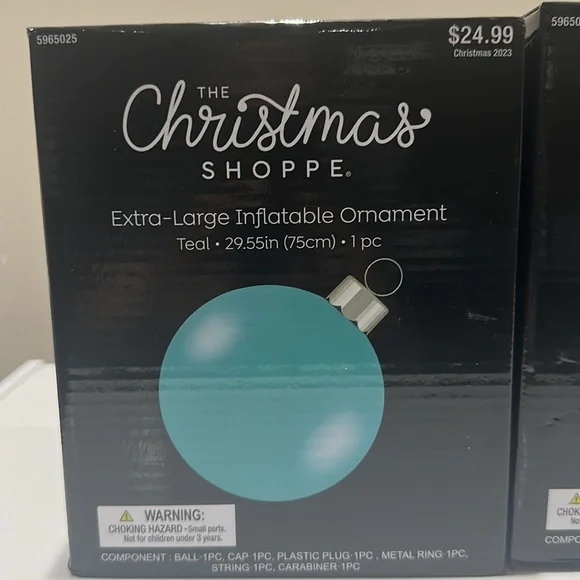 5965025
$24.99
Christmas 2023
THE
Christmas
SHOPPE®
Extra-Large Inflatable Ornament
Teal • 29.55in (75cm) • 1 pc
⚠ WARNING:
CHOKING HAZARD -Small parts.
Not for children under 3 years.
COMPONENT : BALL·1PC, CAP·1PC, PLASTIC PLUG·1PC , METAL RING·1PC,
STRING·1PC, CARABINER·1PC